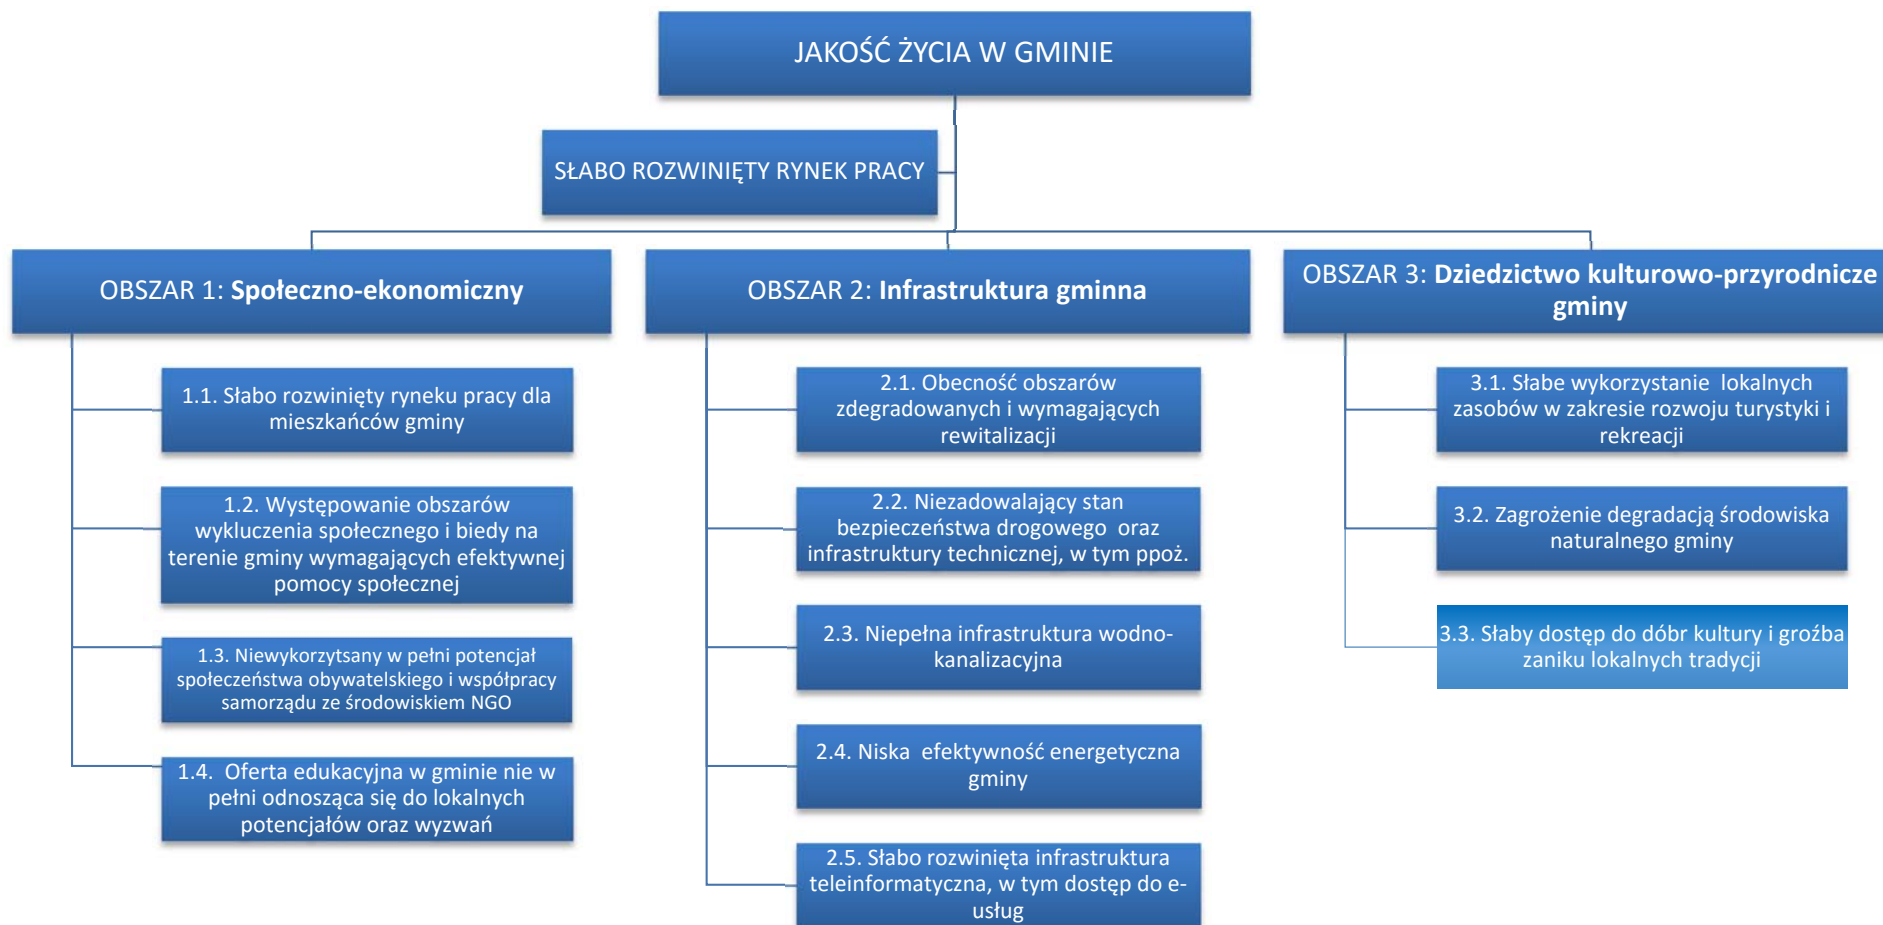 JAKOŚĆ ŻYCIA W GMINIE
SŁABO ROZWINIĘTY RYNEK PRACY
OBSZAR 1: Społeczno-ekonomiczny
1.1. Słabo rozwinięty ryneku pracy dla
mieszkańców gminy
1.2. Występowanie obszarów
wykluczenia społecznego i biedy na
terenie gminy wymagających efektywnej
pomocy społecznej
1.3. Niewykorzytsany w pełni potencjał
społeczeństwa obywatelskiego i współpracy
samorządu ze środowiskiem NGO
1.4. Oferta edukacyjna w gminie nie w
pełni odnosząca się do lokalnych
potencjałów oraz wyzwań
OBSZAR 2: Infrastruktura gminna
2.1. Obecność obszarów
zdegradowanych i wymagających
rewitalizacji
2.2. Niezadowalający stan
bezpieczeństwa drogowego oraz
infrastruktury technicznej, w tym ppoż.
2.3. Niepełna infrastruktura wodno-
kanalizacyjna
2.4. Niska efektywność energetyczna
gminy
2.5. Słabo rozwinięta infrastruktura
teleinformatyczna, w tym dostęp do e-
usług
OBSZAR 3: Dziedzictwo kulturowo-przyrodnicze
gminy
3.1. Słabe wykorzystanie lokalnych
zasobów w zakresie rozwoju turystyki i
rekreacji
3.2. Zagrożenie degradacją środowiska
naturalnego gminy
3.3. Słaby dostęp do dóbr kultury i groźba
zaniku lokalnych tradycji